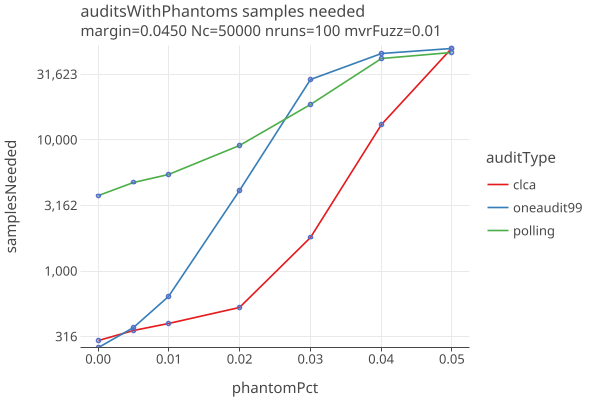 auditsWithPhantoms samples needed
margin=0.0450 Nc=50000 nruns=100 mvrFuzz=0.01
31,623
10,000
3,162
1,000
316
samplesNeeded
0.00 0.01 0.02 0.03 0.04 0.05
phantomPct
auditType
clca
oneaudit99
polling